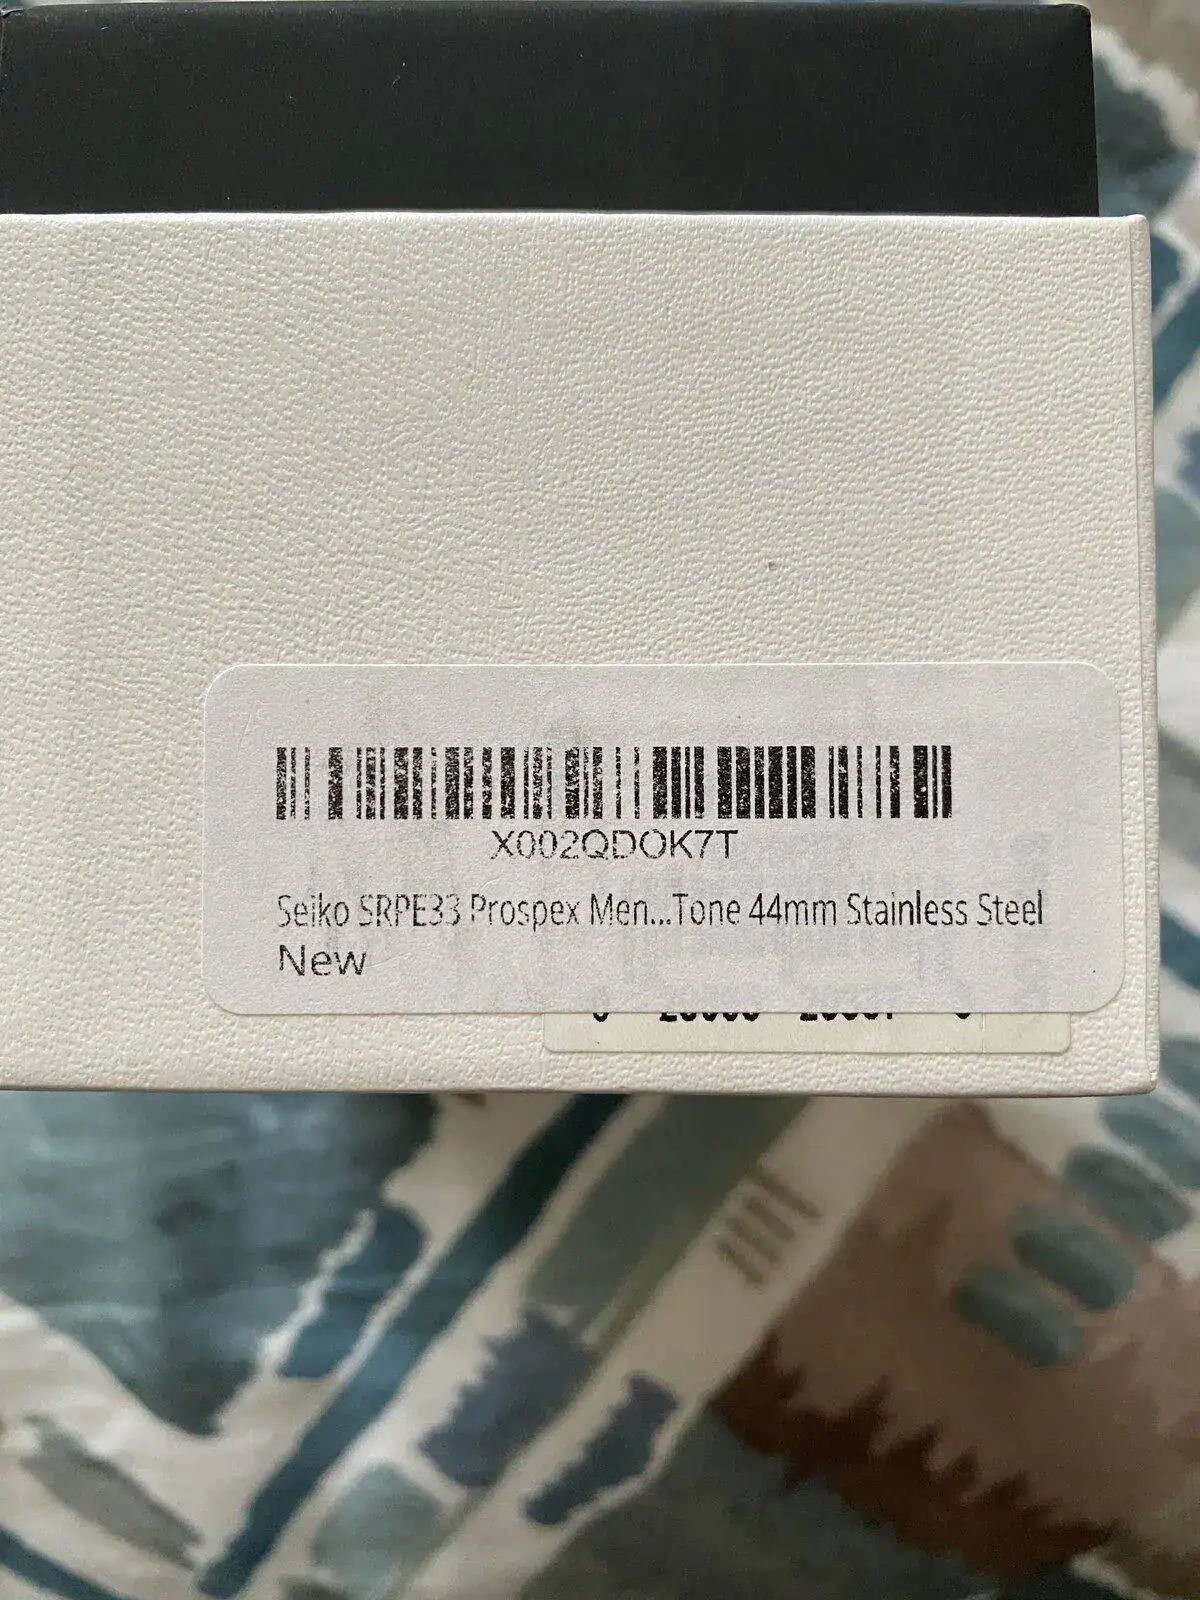 X002QDOK7T
Seiko SRPE33 Prospex Men...Tone 44mm Stainless Steel
New